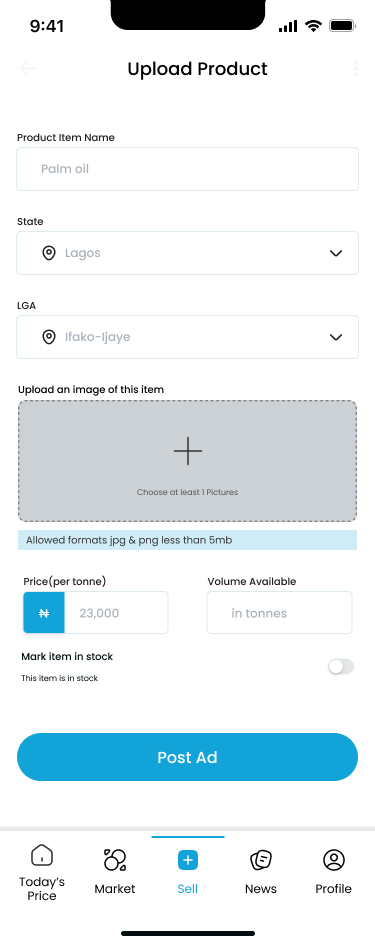 9:41
Upload Product
Product Item Name
Palm oil
State
Lagos
LGA
Ifako-Ijaye
Upload an image of this item
Choose at least 1 Pictures
Allowed formats jpg & png less than 5mb
Price(per tonne)
Volume Available
₦ 23,000
in tonnes
Mark item in stock
This item is in stock
Post Ad
Today's Price
Market
Sell
News
Profile